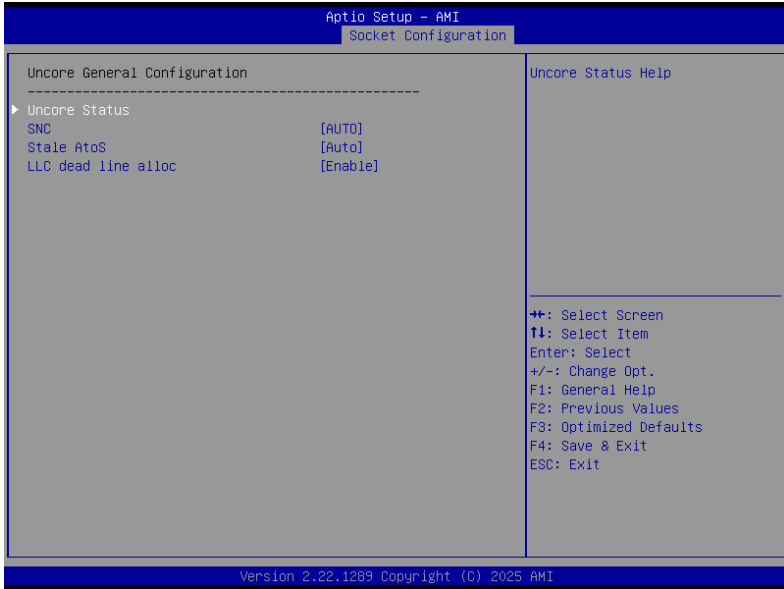 Aptio Setup – AMI
Socket Configuration
Uncore General Configuration
--------------------------------------------------
Uncore Status
SNC [AUTO]
Stale AtoS [Auto]
LLC dead line alloc [Enable]
Uncore Status Help
→←: Select Screen
↑↓: Select Item
Enter: Select
+/-: Change Opt.
F1: General Help
F2: Previous Values
F3: Optimized Defaults
F4: Save & Exit
ESC: Exit
Version 2.22.1289 Copyright (C) 2025 AMI